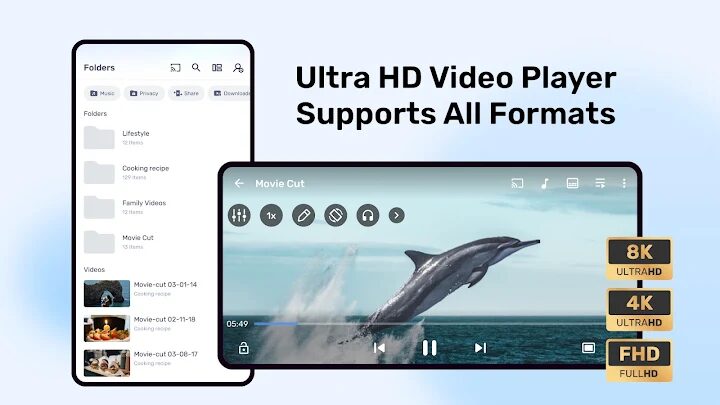 Ultra HD Video Player
Supports All Formats
Folders
Music
Privacy
Share
Folders
Lifestyle
12 Items
Cooking recipe
129 Items
Family Videos
12 Items
Movie Cut
13 Items
Videos
Movie-cut 03-01-14
Cooking recipe
Movie-cut 02-11-18
Cooking recipe
Movie-cut 03-08-17
Cooking recipe
Movie Cut
1x
05:49
8K
ULTRAHD
4K
ULTRAHD
FHD
FULLHD